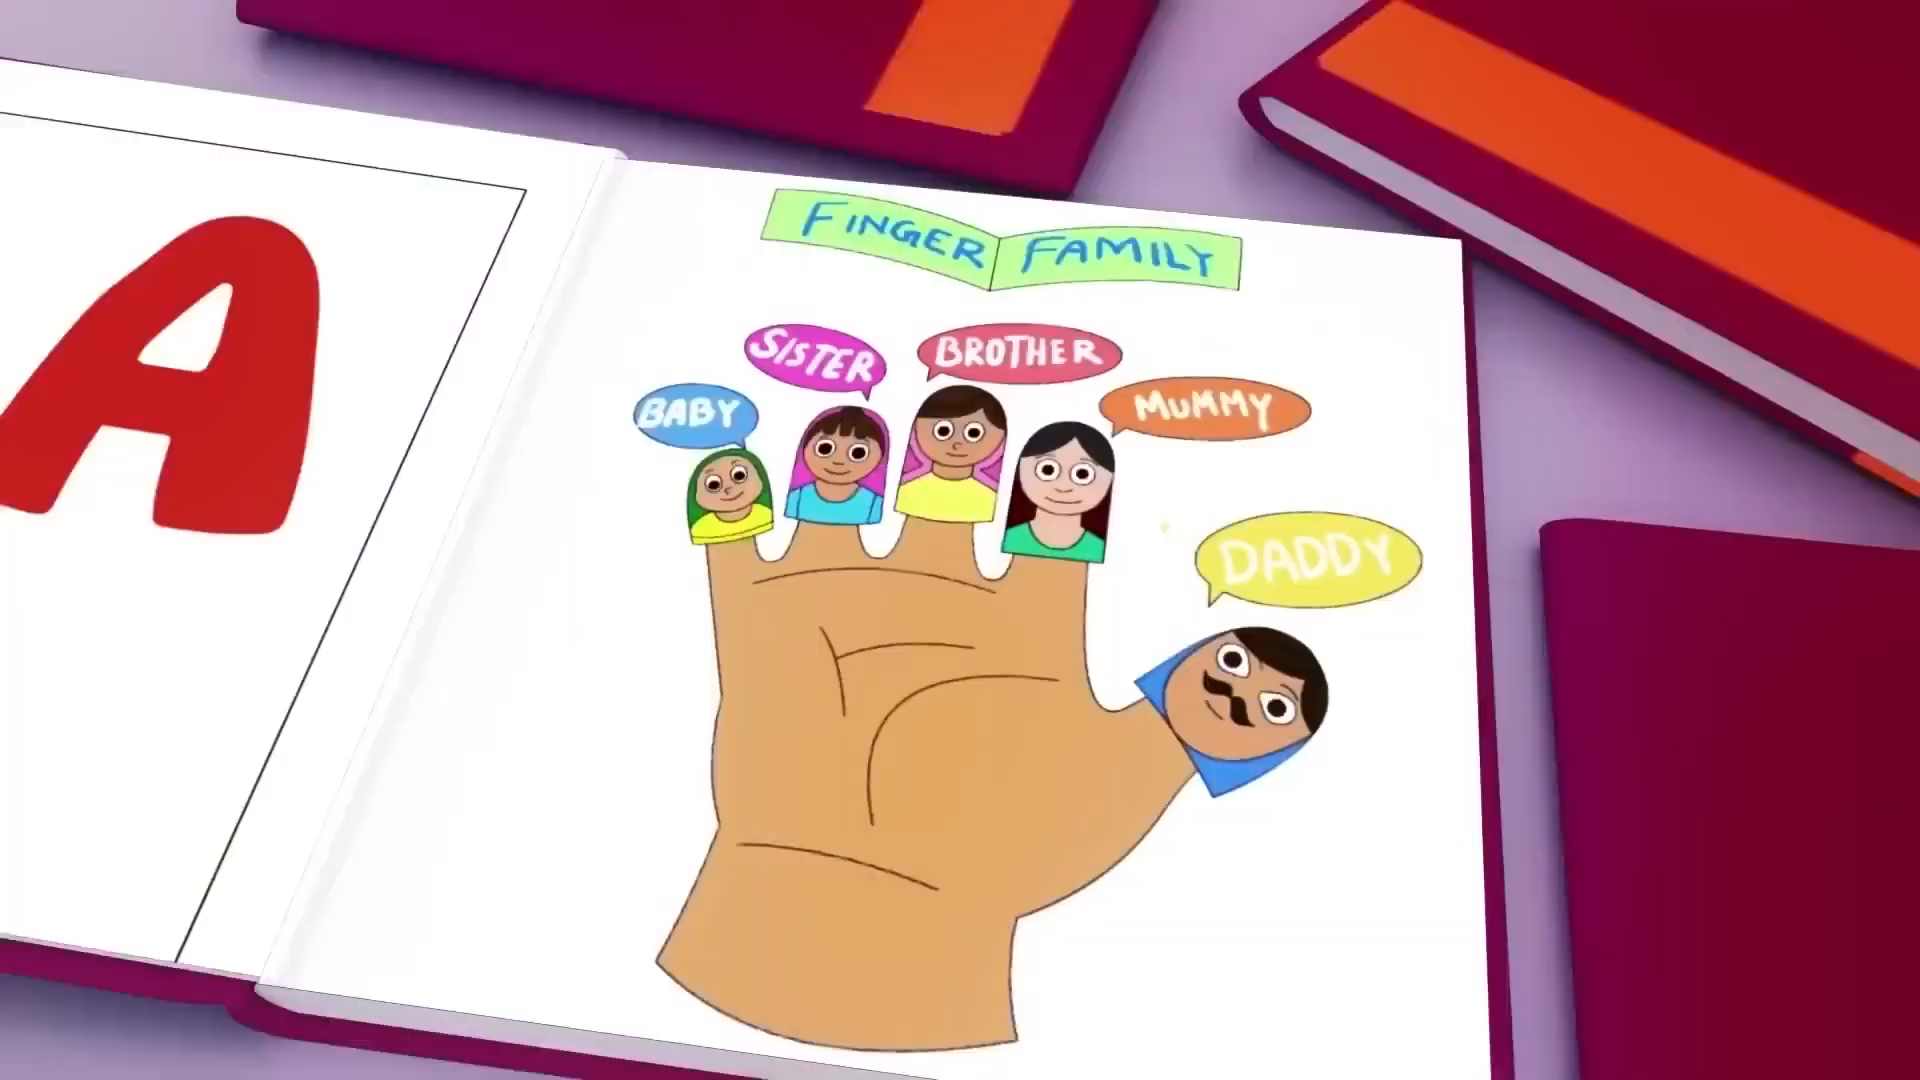 A
FINGER FAMILY
SISTER
BROTHER
BABY
MUMMY
DADDY